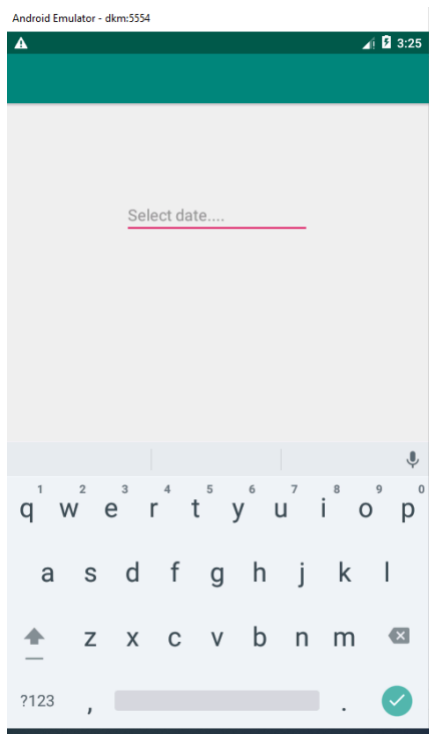 Android Emulator - dkm:5554
3:25
Select date....
1 2 3 4 5 6 7 8 9 0
q w e r t y u i o p
a s d f g h j k l
z x c v b n m
?123 , .